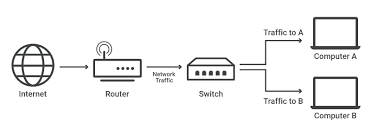 Internet
Router
Network
Traffic
Switch
Traffic to A
Computer A
Traffic to B
Computer B